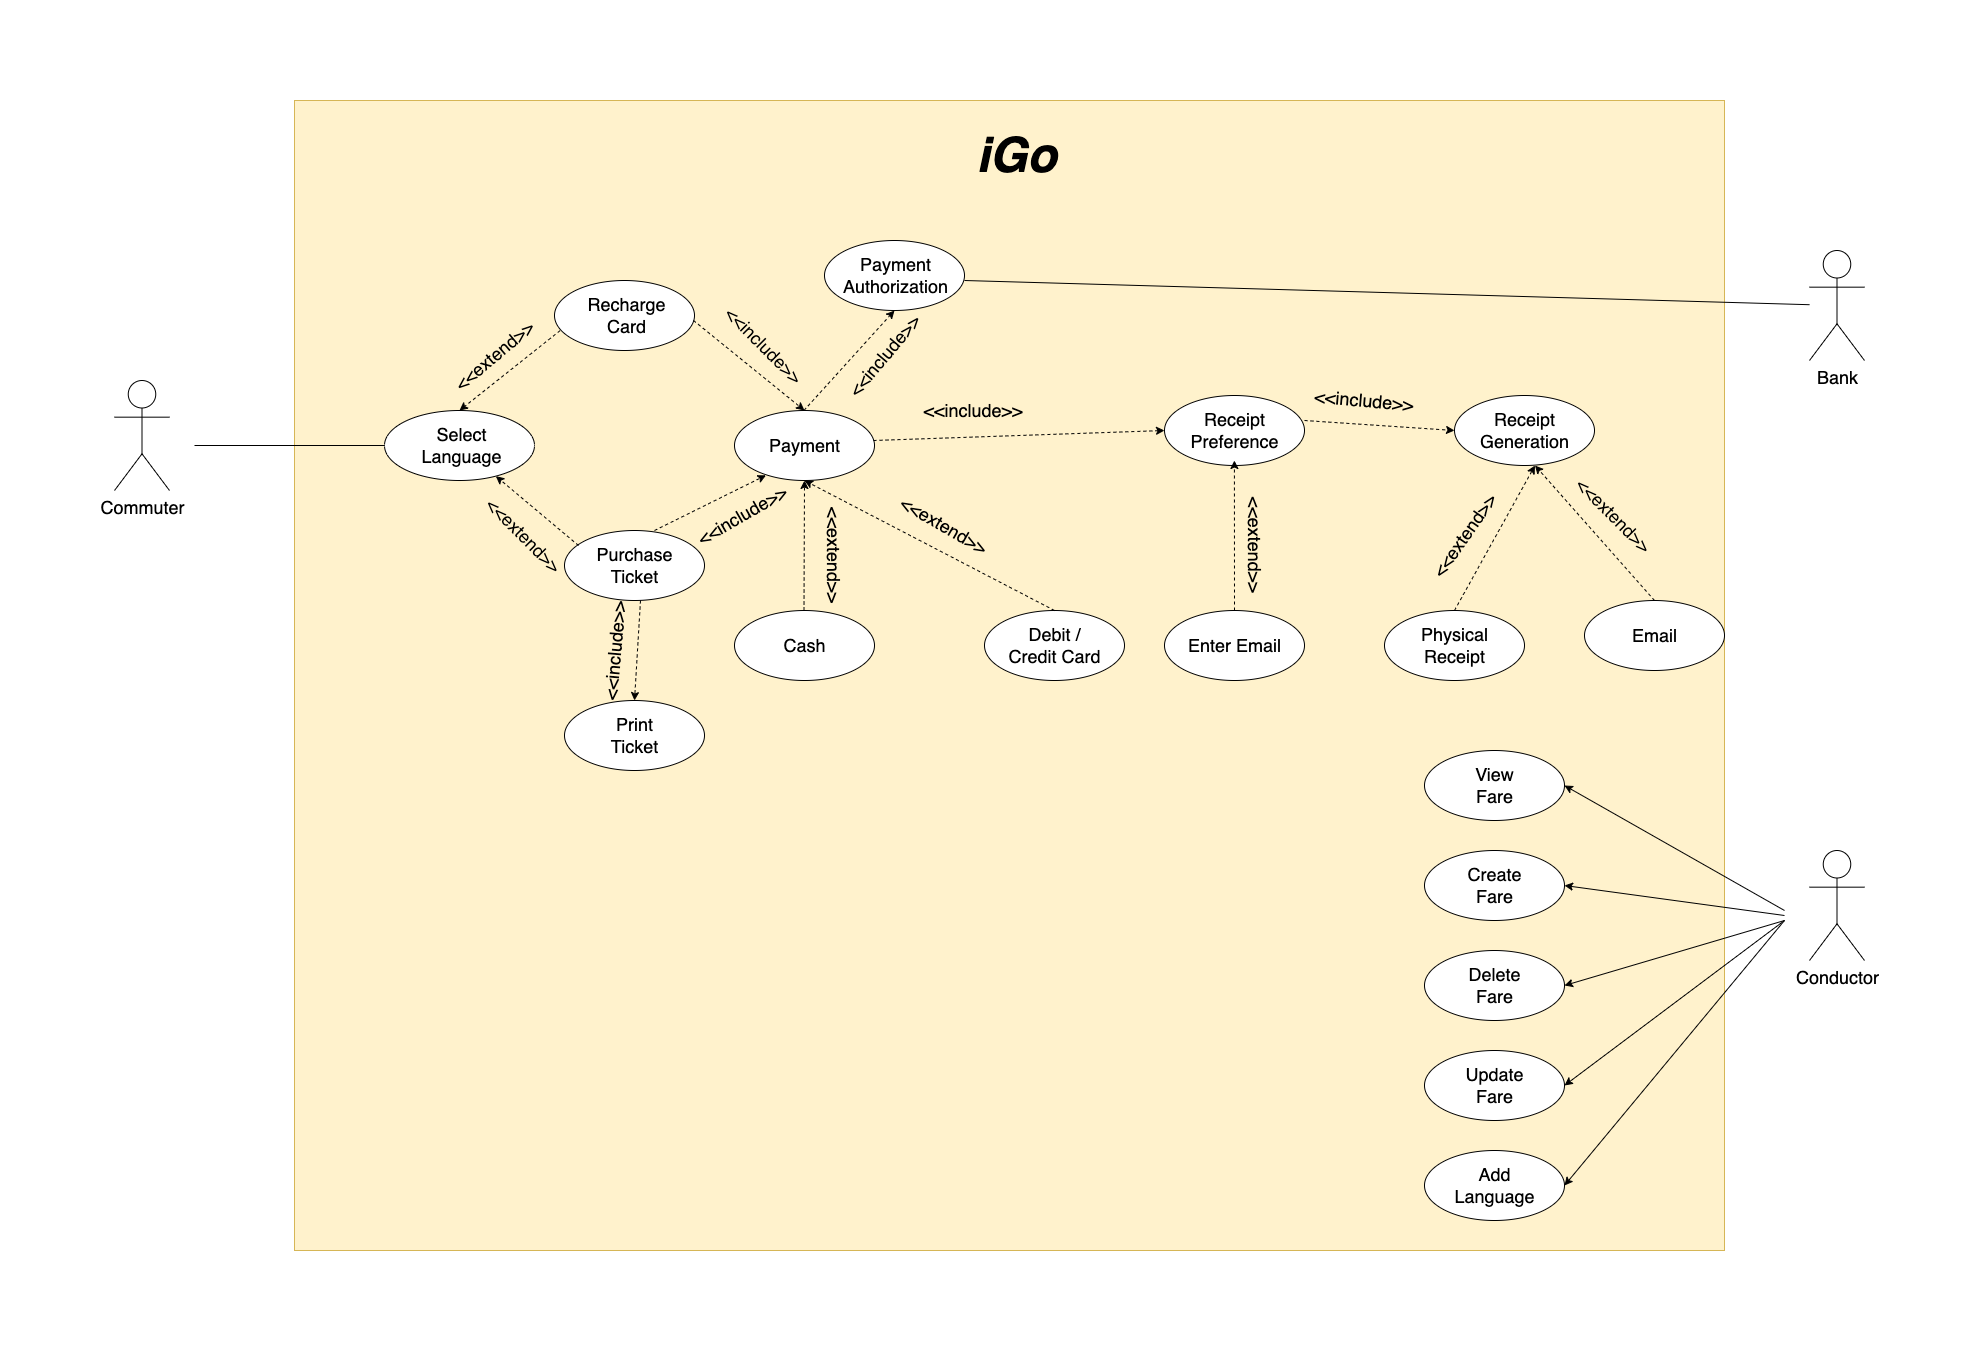 iGo
Payment
Authorization
Recharge
Card
<<include>>
<<include>>
<<extend>>
Bank
Select
Language
Payment
<<include>>
Receipt
Preference
<<include>>
Receipt
Generation
Commuter
<<extend>>
<<include>>
<<extend>>
<<extend>>
<<extend>>
<<extend>>
<<extend>>
Purchase
Ticket
<<include>>
Cash
Debit /
Credit Card
Enter Email
Physical
Receipt
Email
Print
Ticket
View
Fare
Create
Fare
Delete
Fare
Conductor
Update
Fare
Add
Language